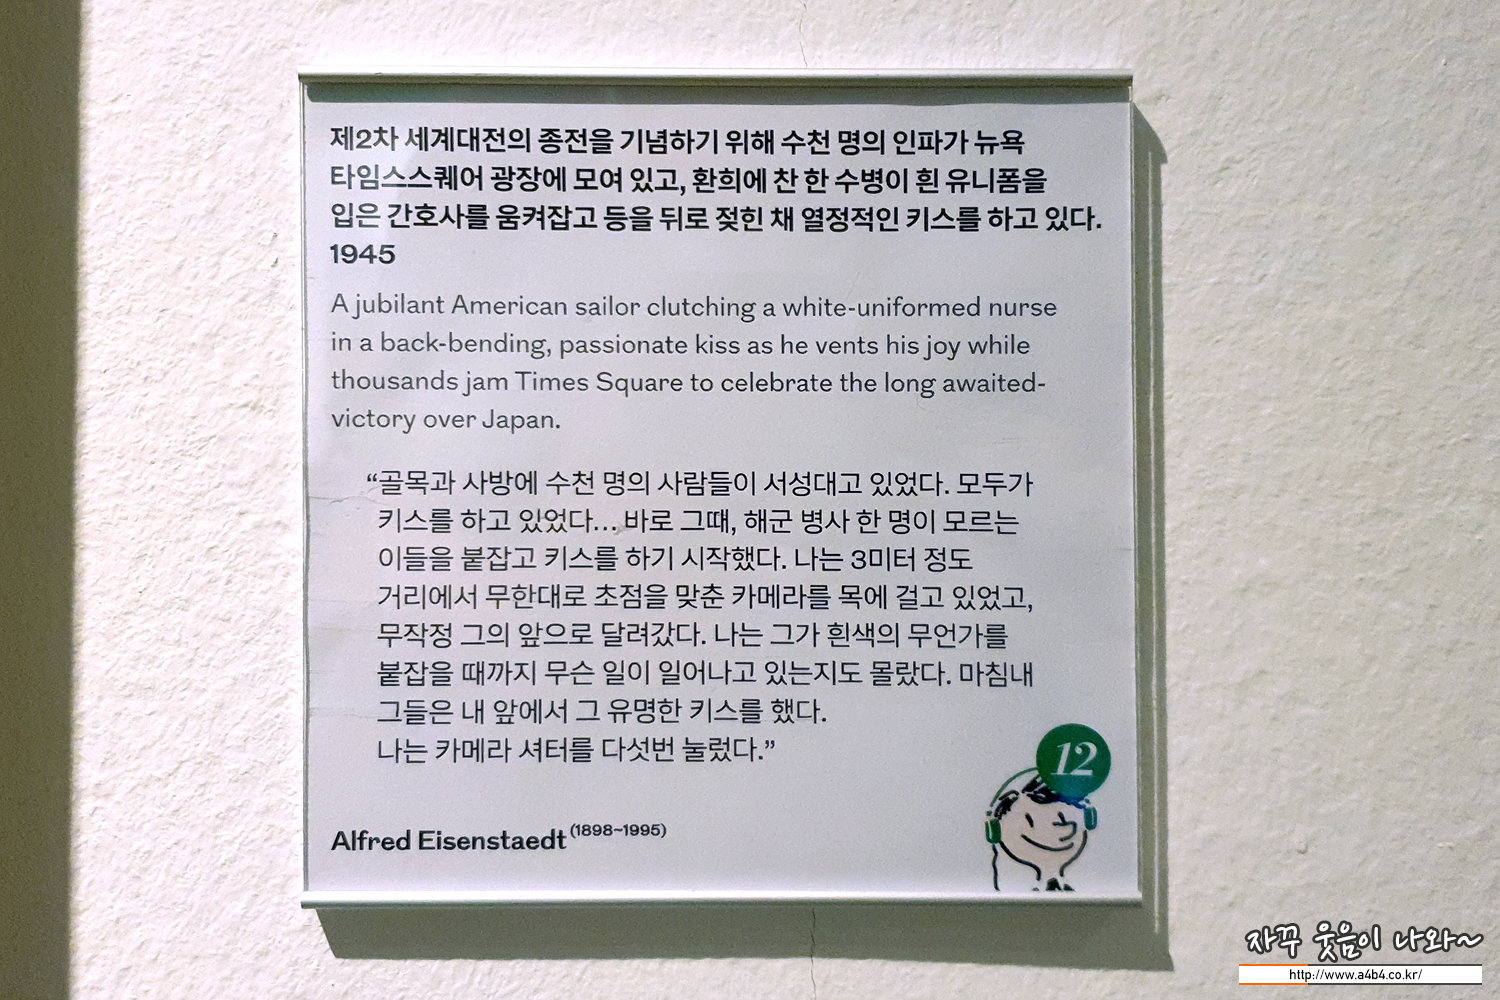 제2차 세계대전의 종전을 기념하기 위해 수천 명의 인파가 뉴욕
타임스스퀘어 광장에 모여 있고, 환희에 찬 한 수병이 흰 유니폼을
입은 간호사를 움켜잡고 등을 뒤로 젖힌 채 열정적인 키스를 하고 있다.
1945
A jubilant American sailor clutching a white-uniformed nurse
in a back-bending, passionate kiss as he vents his joy while
thousands jam Times Square to celebrate the long awaited-
victory over Japan.
“골목과 사방에 수천 명의 사람들이 서성대고 있었다. 모두가
키스를 하고 있었다... 바로 그때, 해군 병사 한 명이 모르는
이들을 붙잡고 키스를 하기 시작했다. 나는 3미터 정도
거리에서 무한대로 초점을 맞춘 카메라를 목에 걸고 있었고,
무작정 그의 앞으로 달려갔다. 나는 그가 흰색의 무언가를
붙잡을 때까지 무슨 일이 일어나고 있는지도 몰랐다. 마침내
그들은 내 앞에서 그 유명한 키스를 했다.
나는 카메라 셔터를 다섯번 눌렀다.”
12
Alfred Eisenstaedt (1898~1995)
자꾸 웃음이 나와~
http://www.a4b4.co.kr/